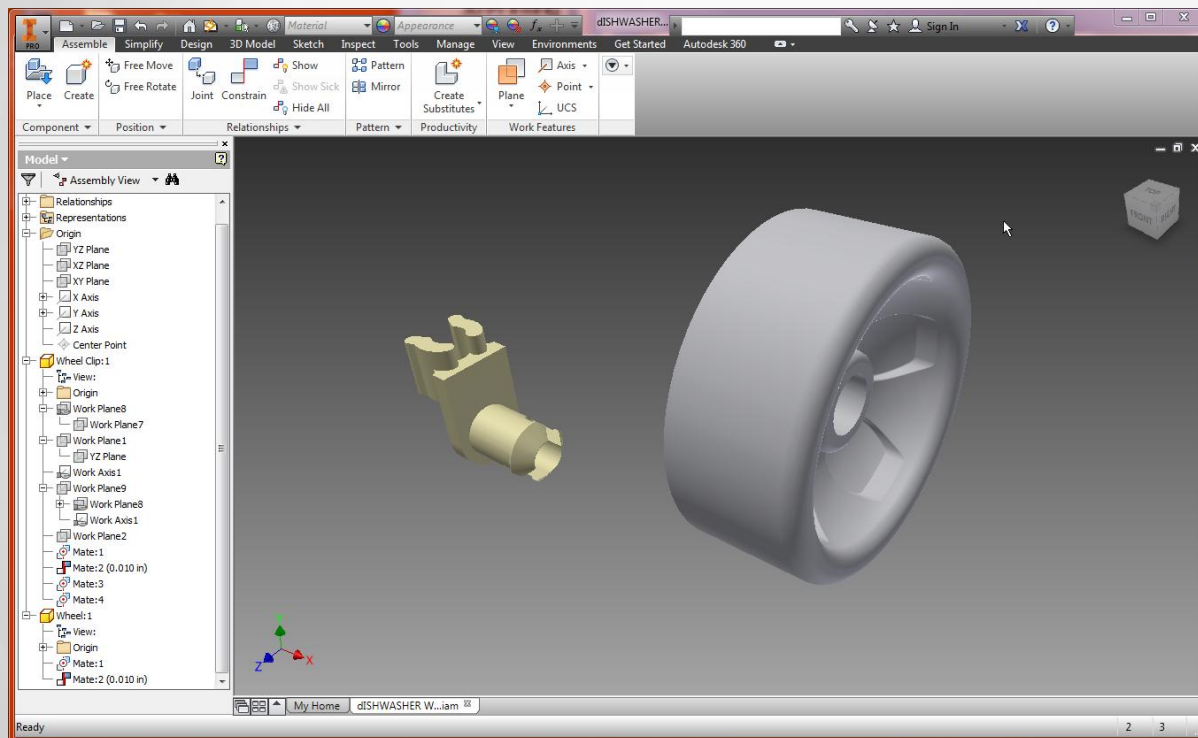 Material
Appearance
dISHWASHER...
Sign In
PRO
Assemble Simplify Design 3D Model Sketch Inspect Tools Manage View Environments Get Started Autodesk 360
Place
Create
Free Move
Free Rotate
Joint
Constrain
Show
Show Sick
Hide All
Pattern
Mirror
Create
Substitutes
Plane
Axis
Point
UCS
Component Position Relationships Pattern Productivity Work Features
Model
Assembly View
Relationships
Representations
Origin
YZ Plane
XZ Plane
XY Plane
X Axis
Y Axis
Z Axis
Center Point
Wheel Clip:1
View:
Origin
Work Plane8
Work Plane7
Work Plane1
YZ Plane
Work Axis1
Work Plane9
Work Plane8
Work Axis1
Work Plane2
Mate:1
Mate:2 (0.010 in)
Mate:3
Mate:4
Wheel:1
View:
Origin
Mate:1
Mate:2 (0.010 in)
TOP
FRONT
RIGHT
Z
X
My Home dISHWASHER W...iam
Ready
2 3